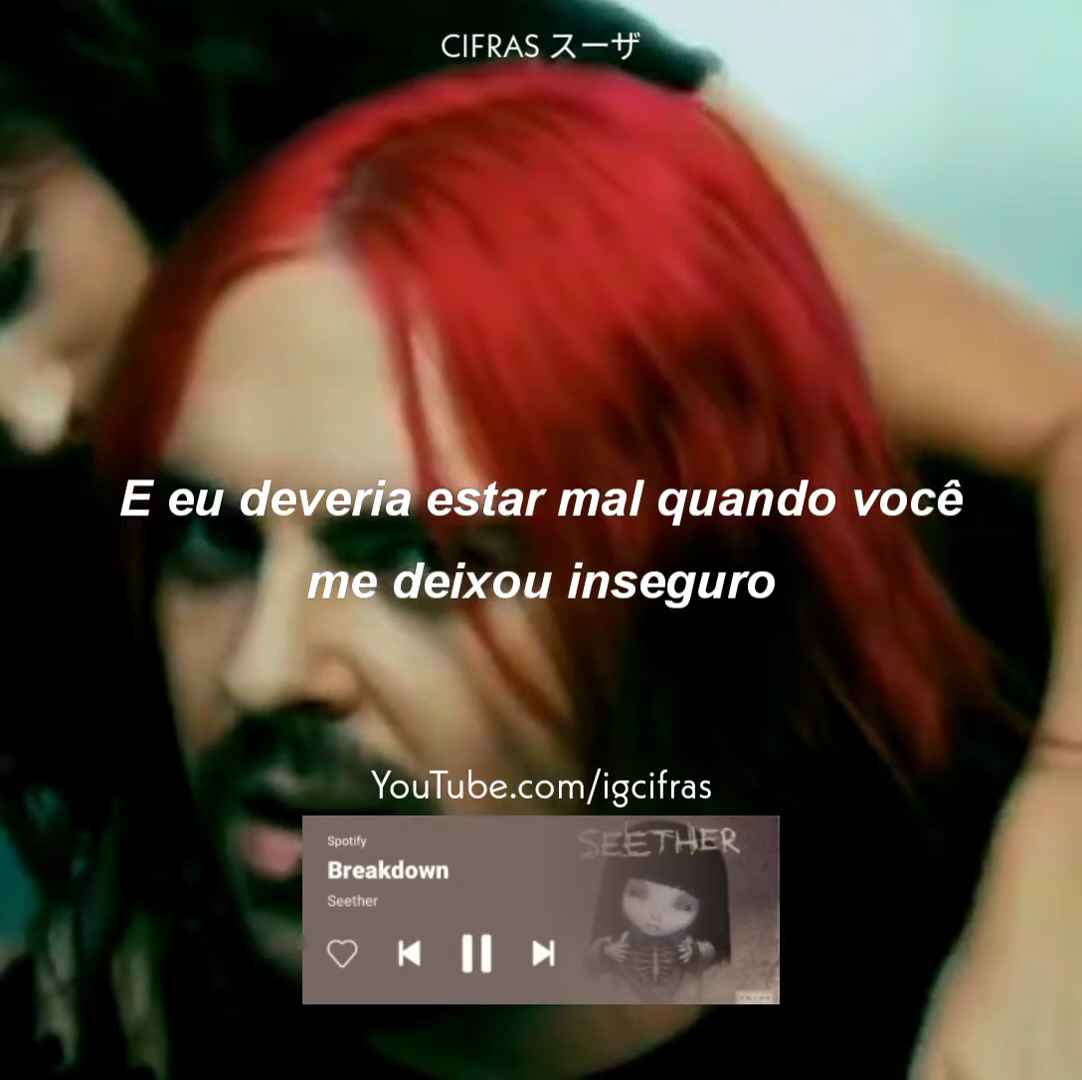 CIFRAS スーザ
E eu deveria estar mal quando você
me deixou inseguro
YouTube.com/igcifras
Spotify
Breakdown
Seether
SEETHER